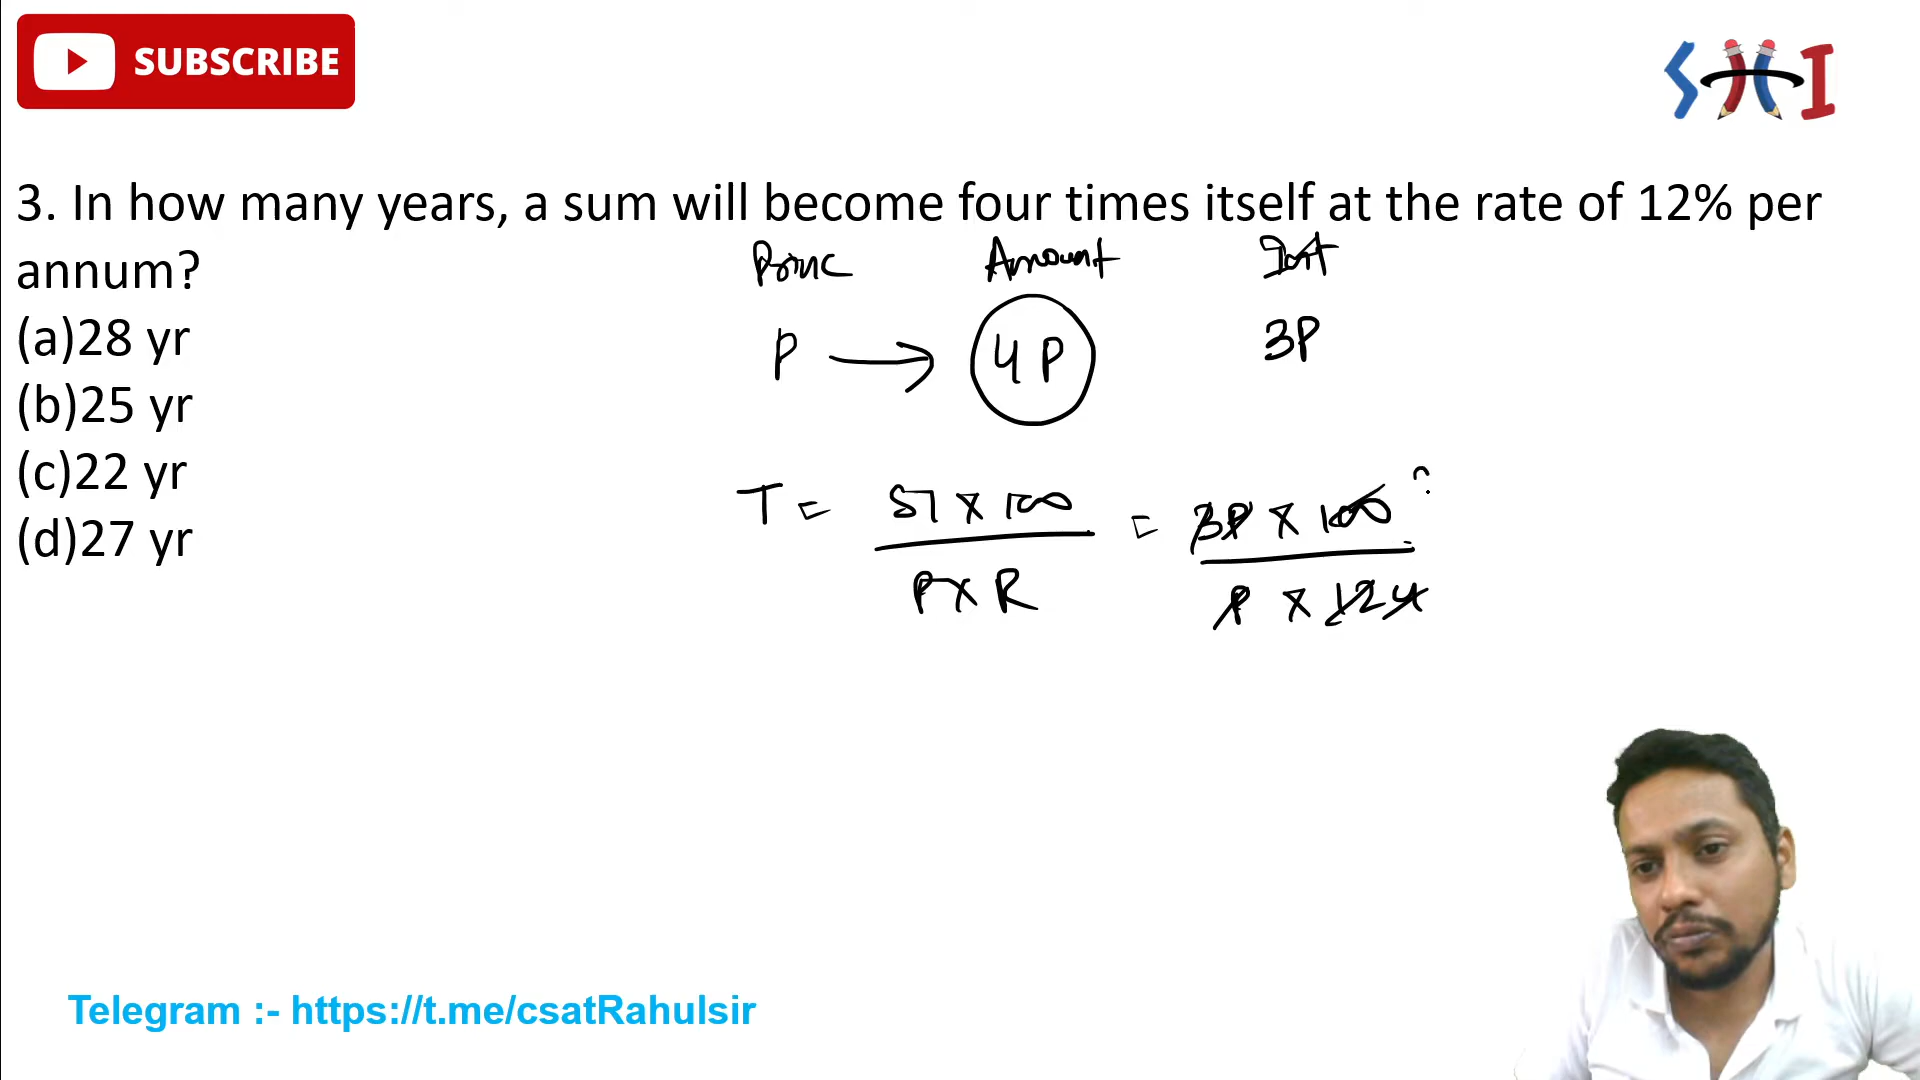 SUBSCRIBE
SHI
3. In how many years, a sum will become four times itself at the rate of 12% per
annum?
Princ Amount Int
(a)28 yr
P → 4P 3P
(b)25 yr
(c)22 yr
T = SI x 100 = 3P x 100
P x R P x 12 4
(d)27 yr
Telegram :- https://t.me/csatRahulsir